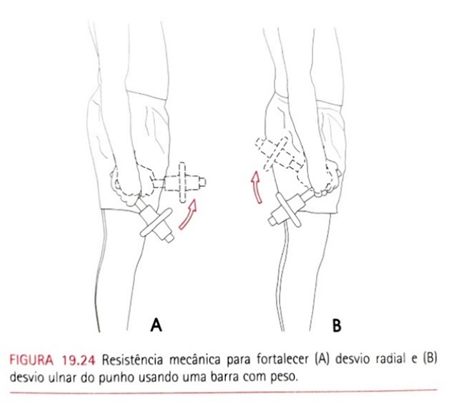 A B
FIGURA 19.24 Resistência mecânica para fortalecer (A) desvio radial e (B)
desvio ulnar do punho usando uma barra com peso.